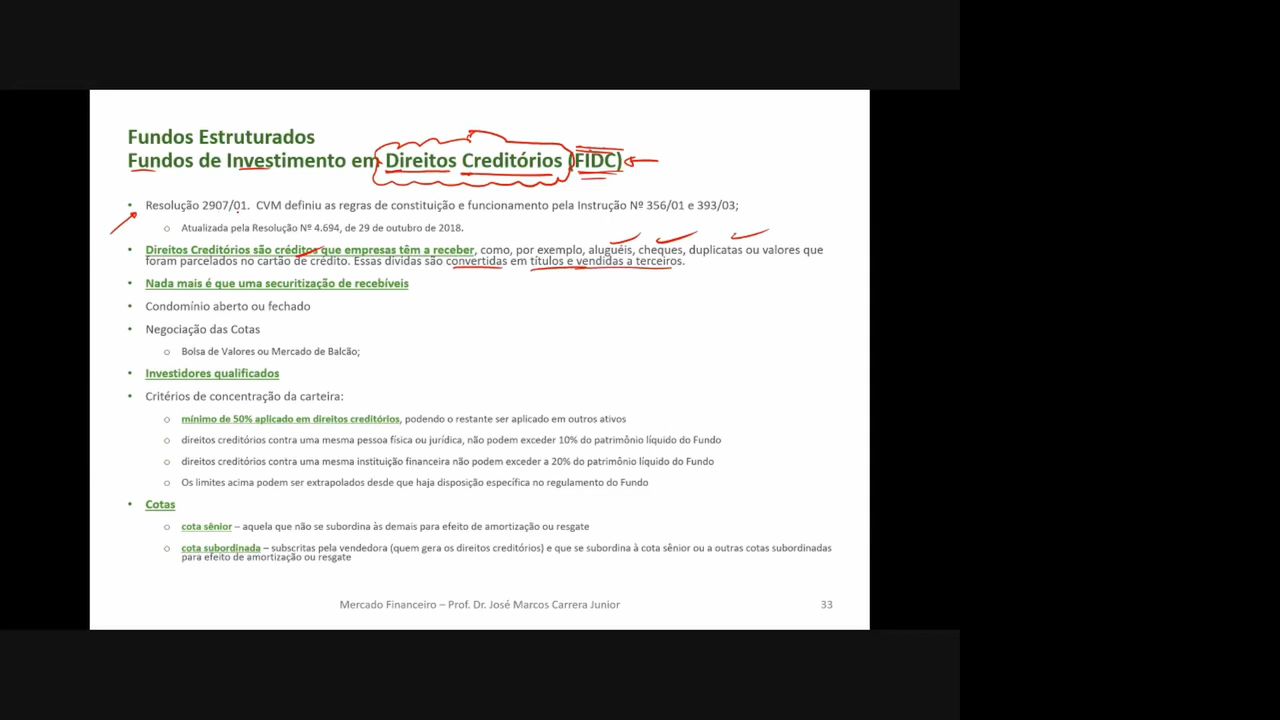 Fundos Estruturados
Fundos de Investimento em Direitos Creditórios (FIDC)
• Resolução 2907/01. CVM definiu as regras de constituição e funcionamento pela Instrução Nº 356/01 e 393/03;
o Atualizada pela Resolução Nº 4.694, de 29 de outubro de 2018.
• Direitos Creditórios são créditos que empresas têm a receber, como, por exemplo, aluguéis, cheques, duplicatas ou valores que
foram parcelados no cartão de crédito. Essas dívidas são convertidas em títulos e vendidas a terceiros.
• Nada mais é que uma securitização de recebíveis
• Condomínio aberto ou fechado
• Negociação das Cotas
o Bolsa de Valores ou Mercado de Balcão;
• Investidores qualificados
• Critérios de concentração da carteira:
o mínimo de 50% aplicado em direitos creditórios, podendo o restante ser aplicado em outros ativos
o direitos creditórios contra uma mesma pessoa física ou jurídica, não podem exceder 10% do patrimônio líquido do Fundo
o direitos creditórios contra uma mesma instituição financeira não podem exceder a 20% do patrimônio líquido do Fundo
o Os limites acima podem ser extrapolados desde que haja disposição específica no regulamento do Fundo
• Cotas
o cota sênior – aquela que não se subordina às demais para efeito de amortização ou resgate
o cota subordinada – subscritas pela vendedora (quem gera os direitos creditórios) e que se subordina à cota sênior ou a outras cotas subordinadas
para efeito de amortização ou resgate
Mercado Financeiro – Prof. Dr. José Marcos Carrera Junior 33